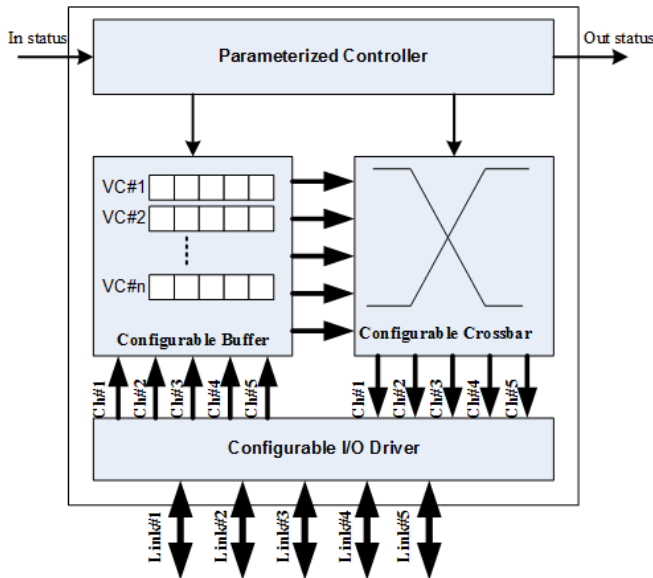 In status
Parameterized Controller
Out status
VC#1
VC#2
VC#n
Configurable Buffer
Configurable Crossbar
Ch#1
Ch#2
Ch#3
Ch#4
Ch#5
Ch#1
Ch#2
Ch#3
Ch#4
Ch#5
Configurable I/O Driver
Link#1
Link#2
Link#3
Link#4
Link#5